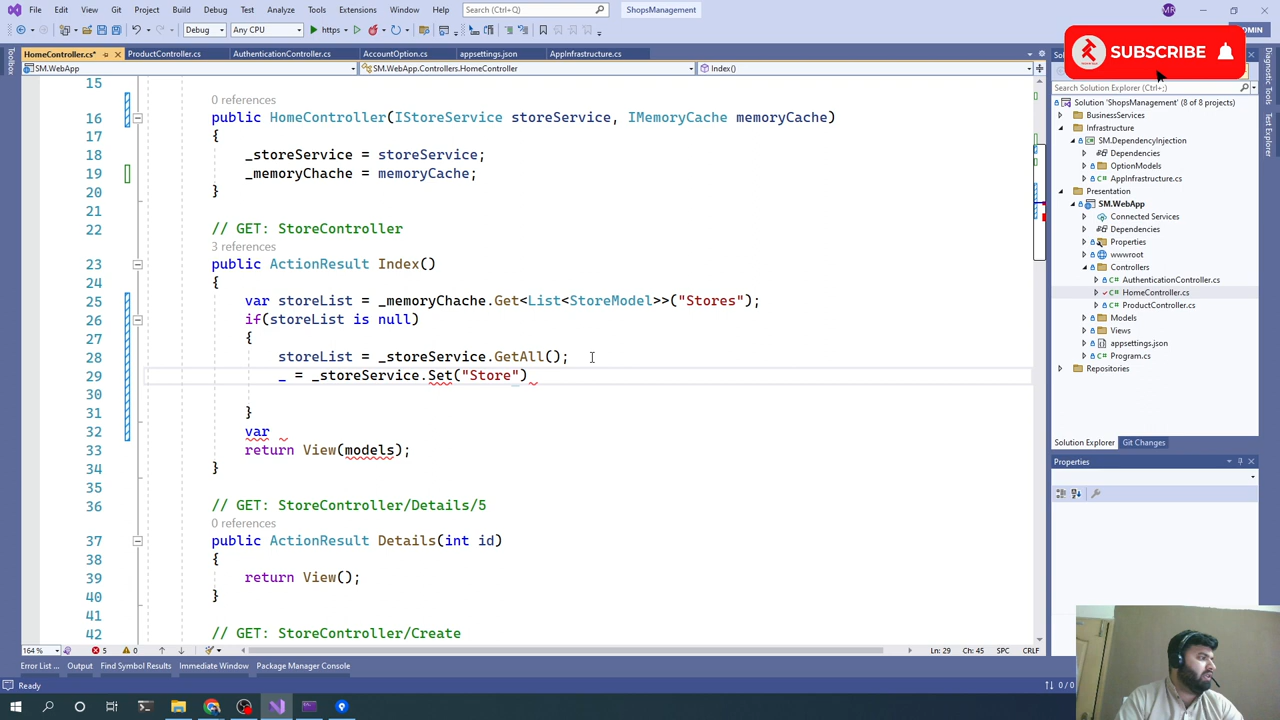 File Edit View Git Project Build Debug Test Analyze Tools Extensions Window Help Search (Ctrl+Q) ShopsManagement MR
Debug Any CPU https ADMIN
HomeController.cs* ProductController.cs AuthenticationController.cs AccountOption.cs appsettings.json AppInfrastructure.cs
SM.WebApp SM.WebApp.Controllers.HomeController Index()
SUBSCRIBE
Toolbox
Diagnostic Tools
Test Explorer
15
0 references
16 public HomeController(IStoreService storeService, IMemoryCache memoryCache)
17 {
18 _storeService = storeService;
19 _memoryChache = memoryCache;
20 }
21
22 // GET: StoreController
3 references
23 public ActionResult Index()
24 {
25 var storeList = _memoryChache.Get<List<StoreModel>>("Stores");
26 if(storeList is null)
27 {
28 storeList = _storeService.GetAll();
29 _ = _storeService.Set("Store")
30
31 }
32 var
33 return View(models);
34 }
35
36 // GET: StoreController/Details/5
0 references
37 public ActionResult Details(int id)
38 {
39 return View();
40 }
41
42 // GET: StoreController/Create
164 % 5 0 Ln: 29 Ch: 45 SPC CRLF
Error List ... Output Find Symbol Results Immediate Window Package Manager Console
Ready 0 / 0
Search Solution Explorer (Ctrl+;)
Solution 'ShopsManagement' (8 of 8 projects)
BusinessServices
Infrastructure
SM.DependencyInjection
Dependencies
OptionModels
AppInfrastructure.cs
Presentation
SM.WebApp
Connected Services
Dependencies
Properties
wwwroot
Controllers
AuthenticationController.cs
HomeController.cs
ProductController.cs
Models
Views
appsettings.json
Program.cs
Repositories
Solution Explorer Git Changes
Properties